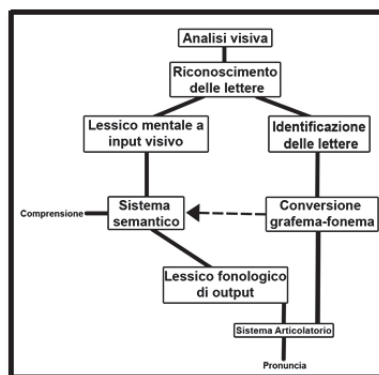 Analisi visiva
Riconoscimento
delle lettere
Lessico mentale a
input visivo
Identificazione
delle lettere
Comprensione
Sistema
semantico
Conversione
grafema-fonema
Lessico fonologico
di output
Sistema Articolatorio
Pronuncia